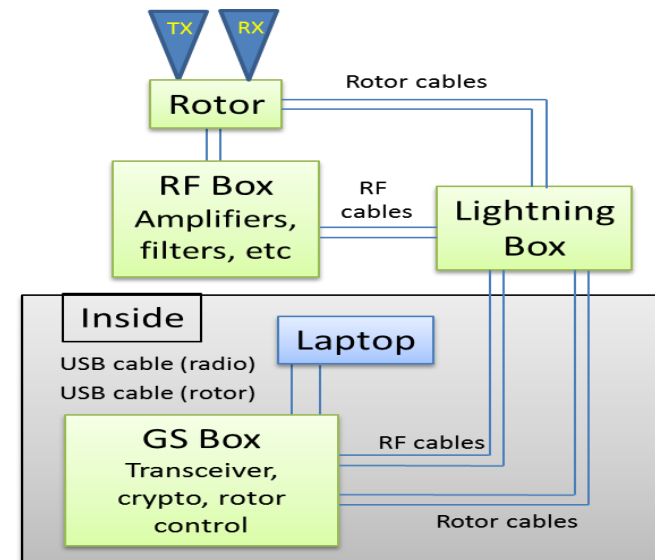 TX RX
Rotor cables
Rotor
RF Box
Amplifiers,
filters, etc
RF
cables
Lightning
Box
Inside
Laptop
USB cable (radio)
USB cable (rotor)
GS Box
Transceiver,
crypto, rotor
control
RF cables
Rotor cables